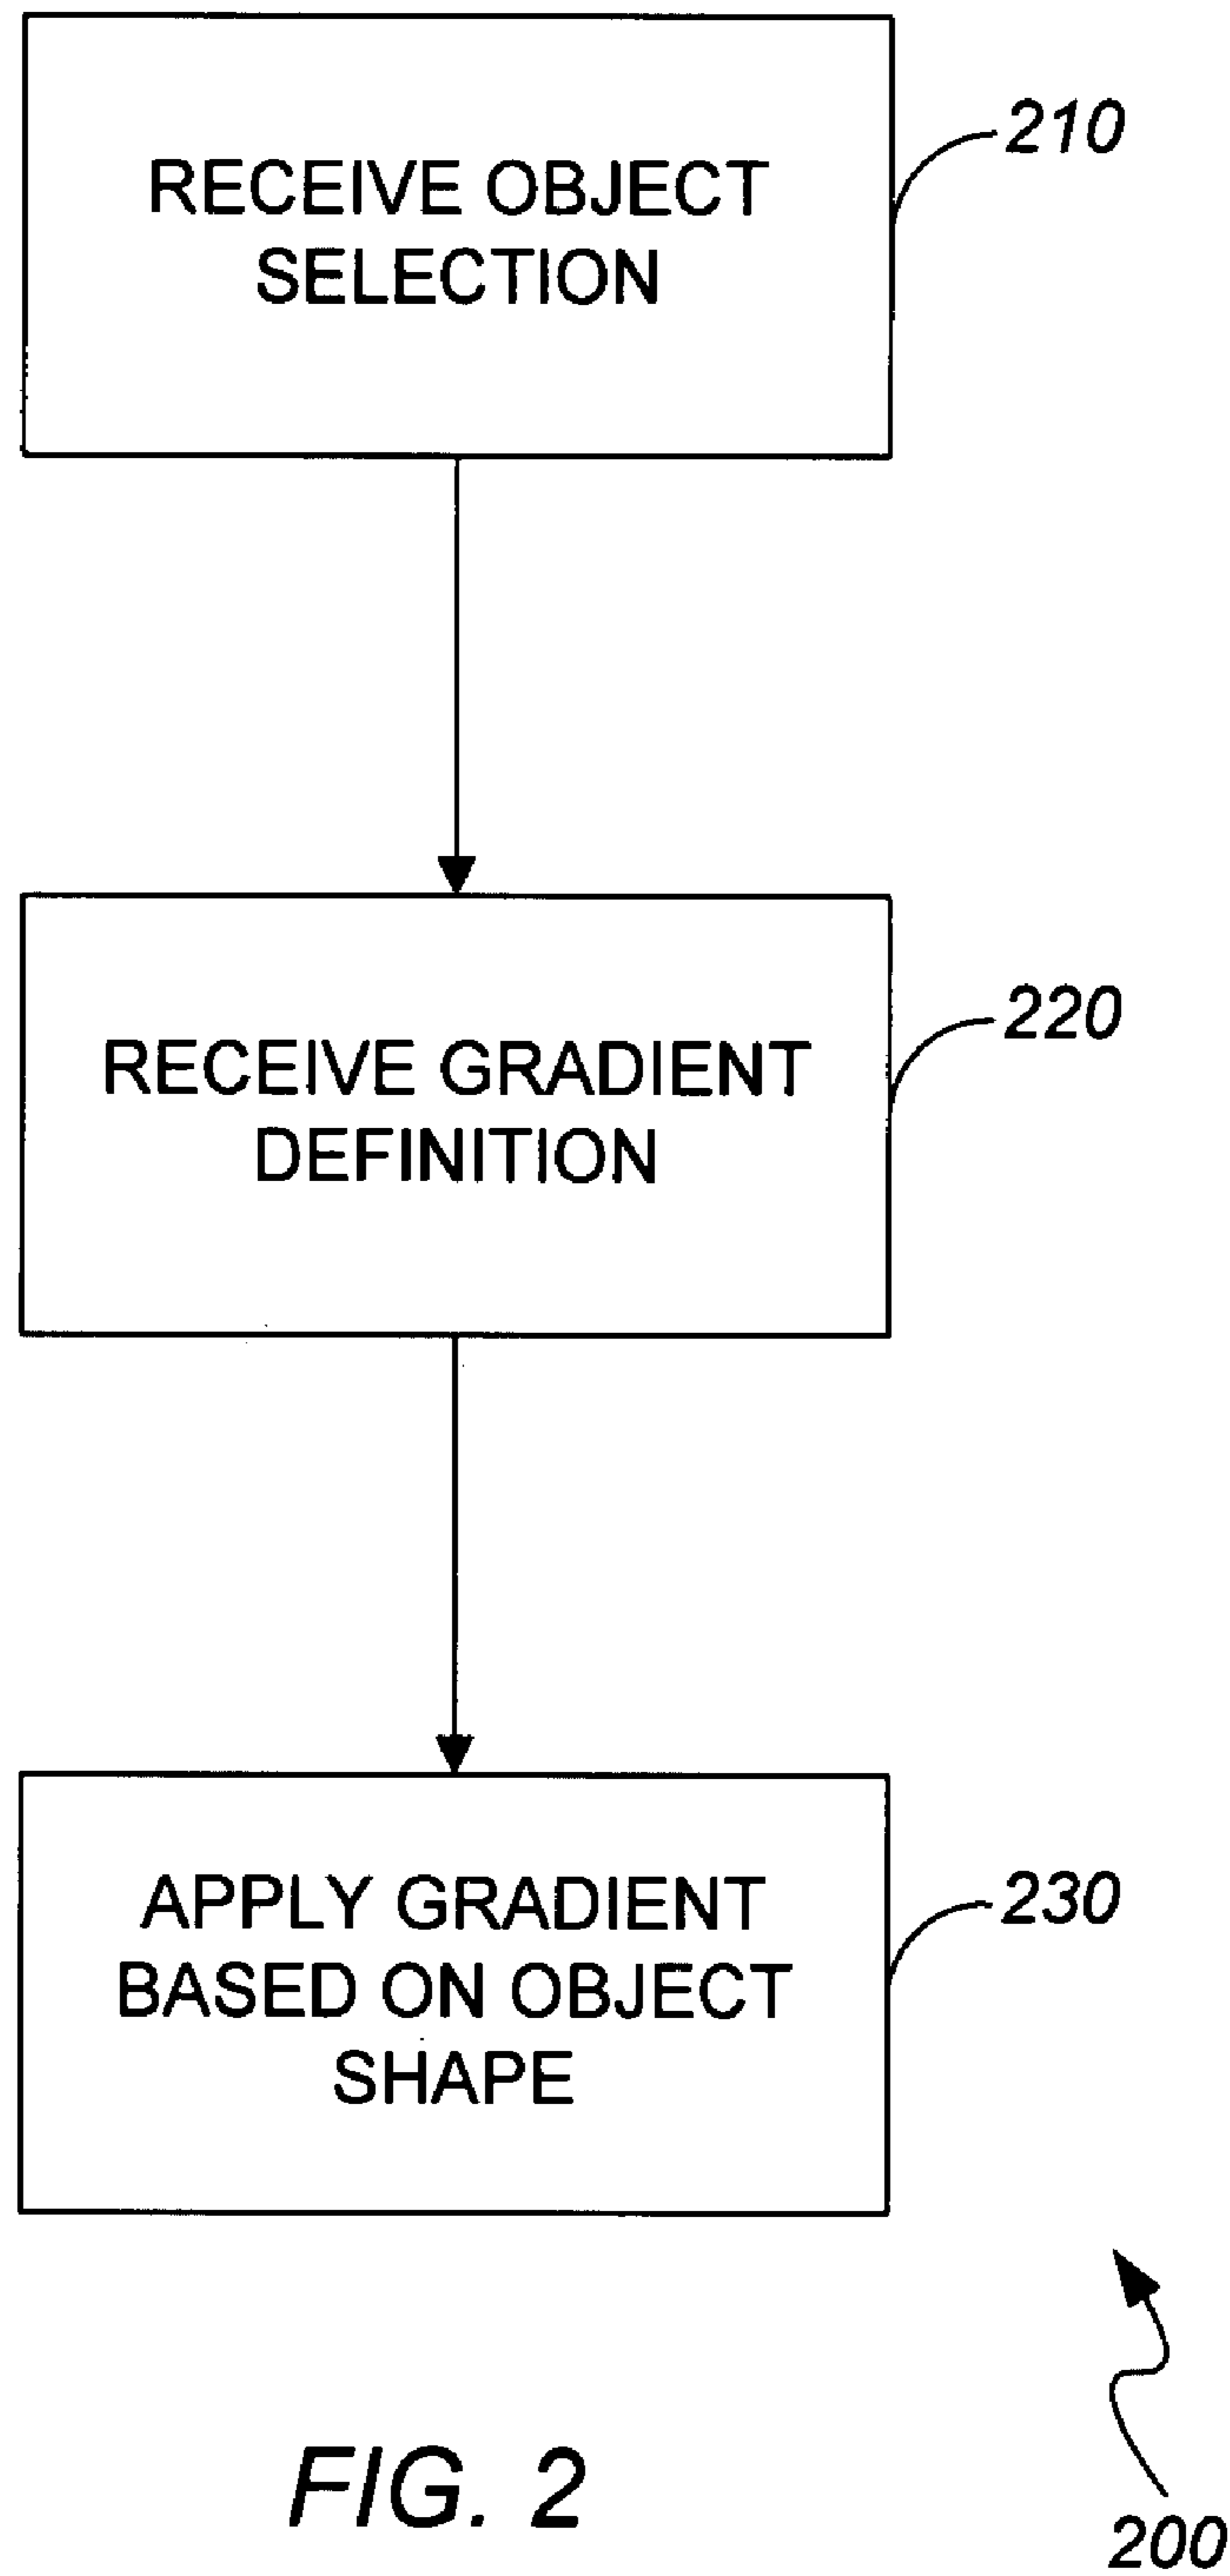 RECEIVE OBJECT
SELECTION
210
RECEIVE GRADIENT
DEFINITION
220
APPLY GRADIENT
BASED ON OBJECT
SHAPE
230
FIG. 2
200